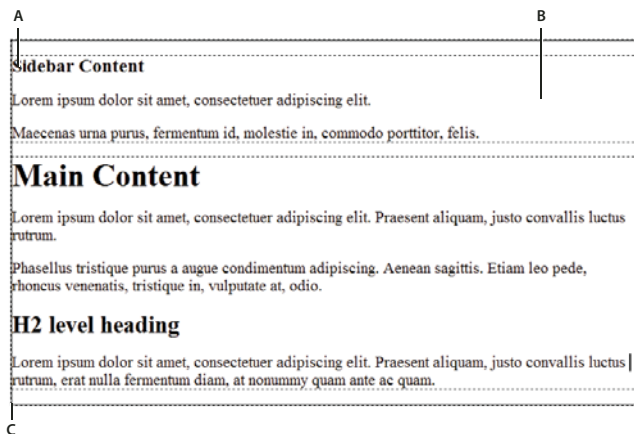 A
B
Sidebar Content
Lorem ipsum dolor sit amet, consectetuer adipiscing elit.
Maecenas urna purus, fermentum id, molestie in, commodo porttitor, felis.
Main Content
Lorem ipsum dolor sit amet, consectetuer adipiscing elit. Praesent aliquam, justo convallis luctus
rutrum.
Phasellus tristique purus a augue condimentum adipiscing. Aenean sagittis. Etiam leo pede,
rhoncus venenatis, tristique in, vulputate at, odio.
H2 level heading
Lorem ipsum dolor sit amet, consectetuer adipiscing elit. Praesent aliquam, justo convallis luctus
rutrum, erat nulla fermentum diam, at nonummy quam ante ac quam.
C